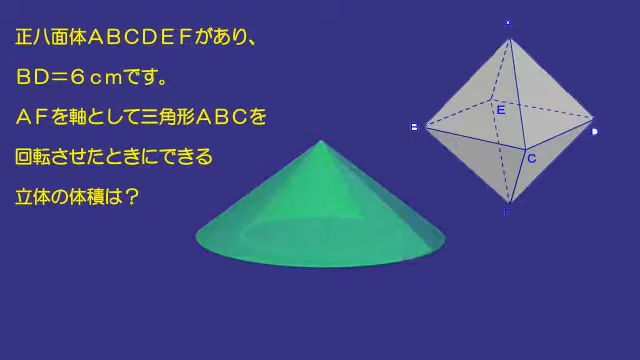 正八面体ＡＢＣＤＥＦがあり、
ＢＤ＝６ｃｍです。
ＡＦを軸として三角形ＡＢＣを
回転させたときにできる
立体の体積は？
A
B
E
D
C
F